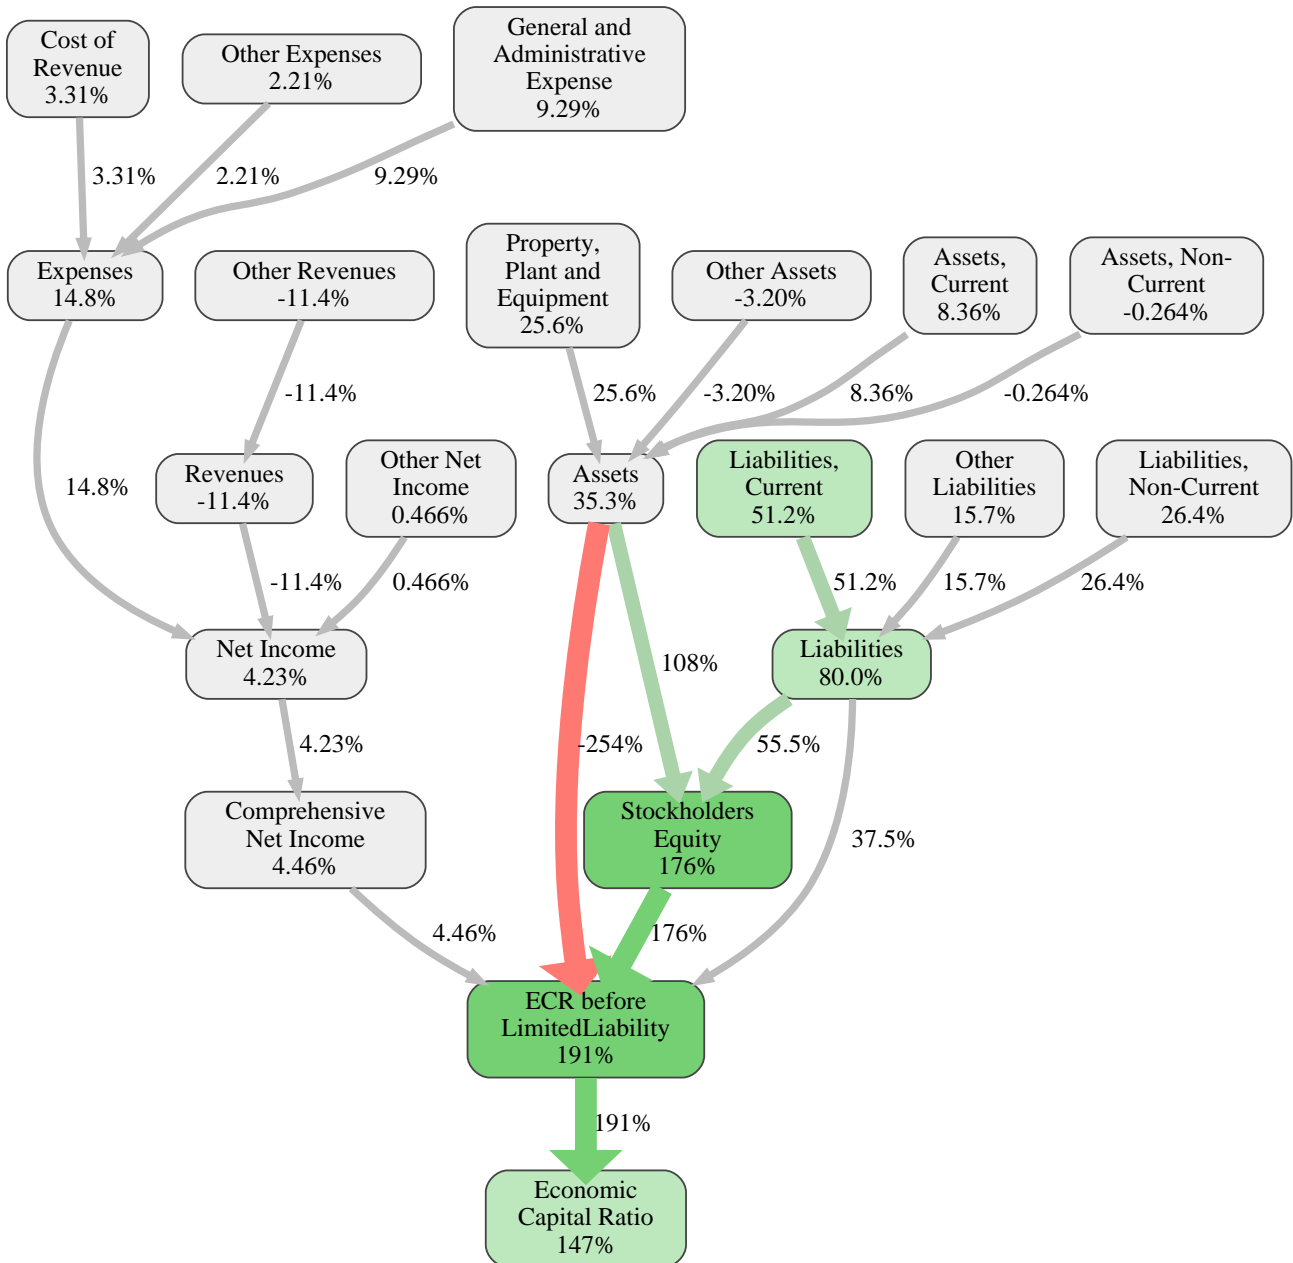 Cost of
Revenue
3.31%
Other Expenses
2.21%
General and
Administrative
Expense
9.29%
3.31%
2.21%
9.29%
Expenses
14.8%
Other Revenues
-11.4%
Property,
Plant and
Equipment
25.6%
Other Assets
-3.20%
Assets,
Current
8.36%
Assets, Non-
Current
-0.264%
-11.4%
25.6%
-3.20%
8.36%
-0.264%
14.8%
Revenues
-11.4%
Other Net
Income
0.466%
Assets
35.3%
Liabilities,
Current
51.2%
Other
Liabilities
15.7%
Liabilities,
Non-Current
26.4%
-11.4%
0.466%
51.2%
15.7%
26.4%
Net Income
4.23%
108%
Liabilities
80.0%
4.23%
-254%
55.5%
Comprehensive
Net Income
4.46%
Stockholders
Equity
176%
37.5%
4.46%
176%
ECR before
LimitedLiability
191%
191%
Economic
Capital Ratio
147%